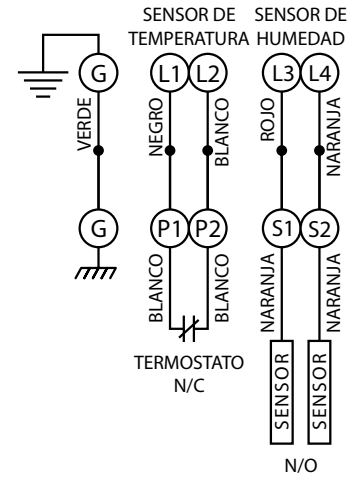 SENSOR DE TEMPERATURA
SENSOR DE HUMEDAD
G
L1
L2
L3
L4
VERDE
NEGRO
BLANCO
ROJO
NARANJA
G
P1
P2
S1
S2
BLANCO
BLANCO
NARANJA
NARANJA
TERMOSTATO
N/C
SENSOR
SENSOR
N/O